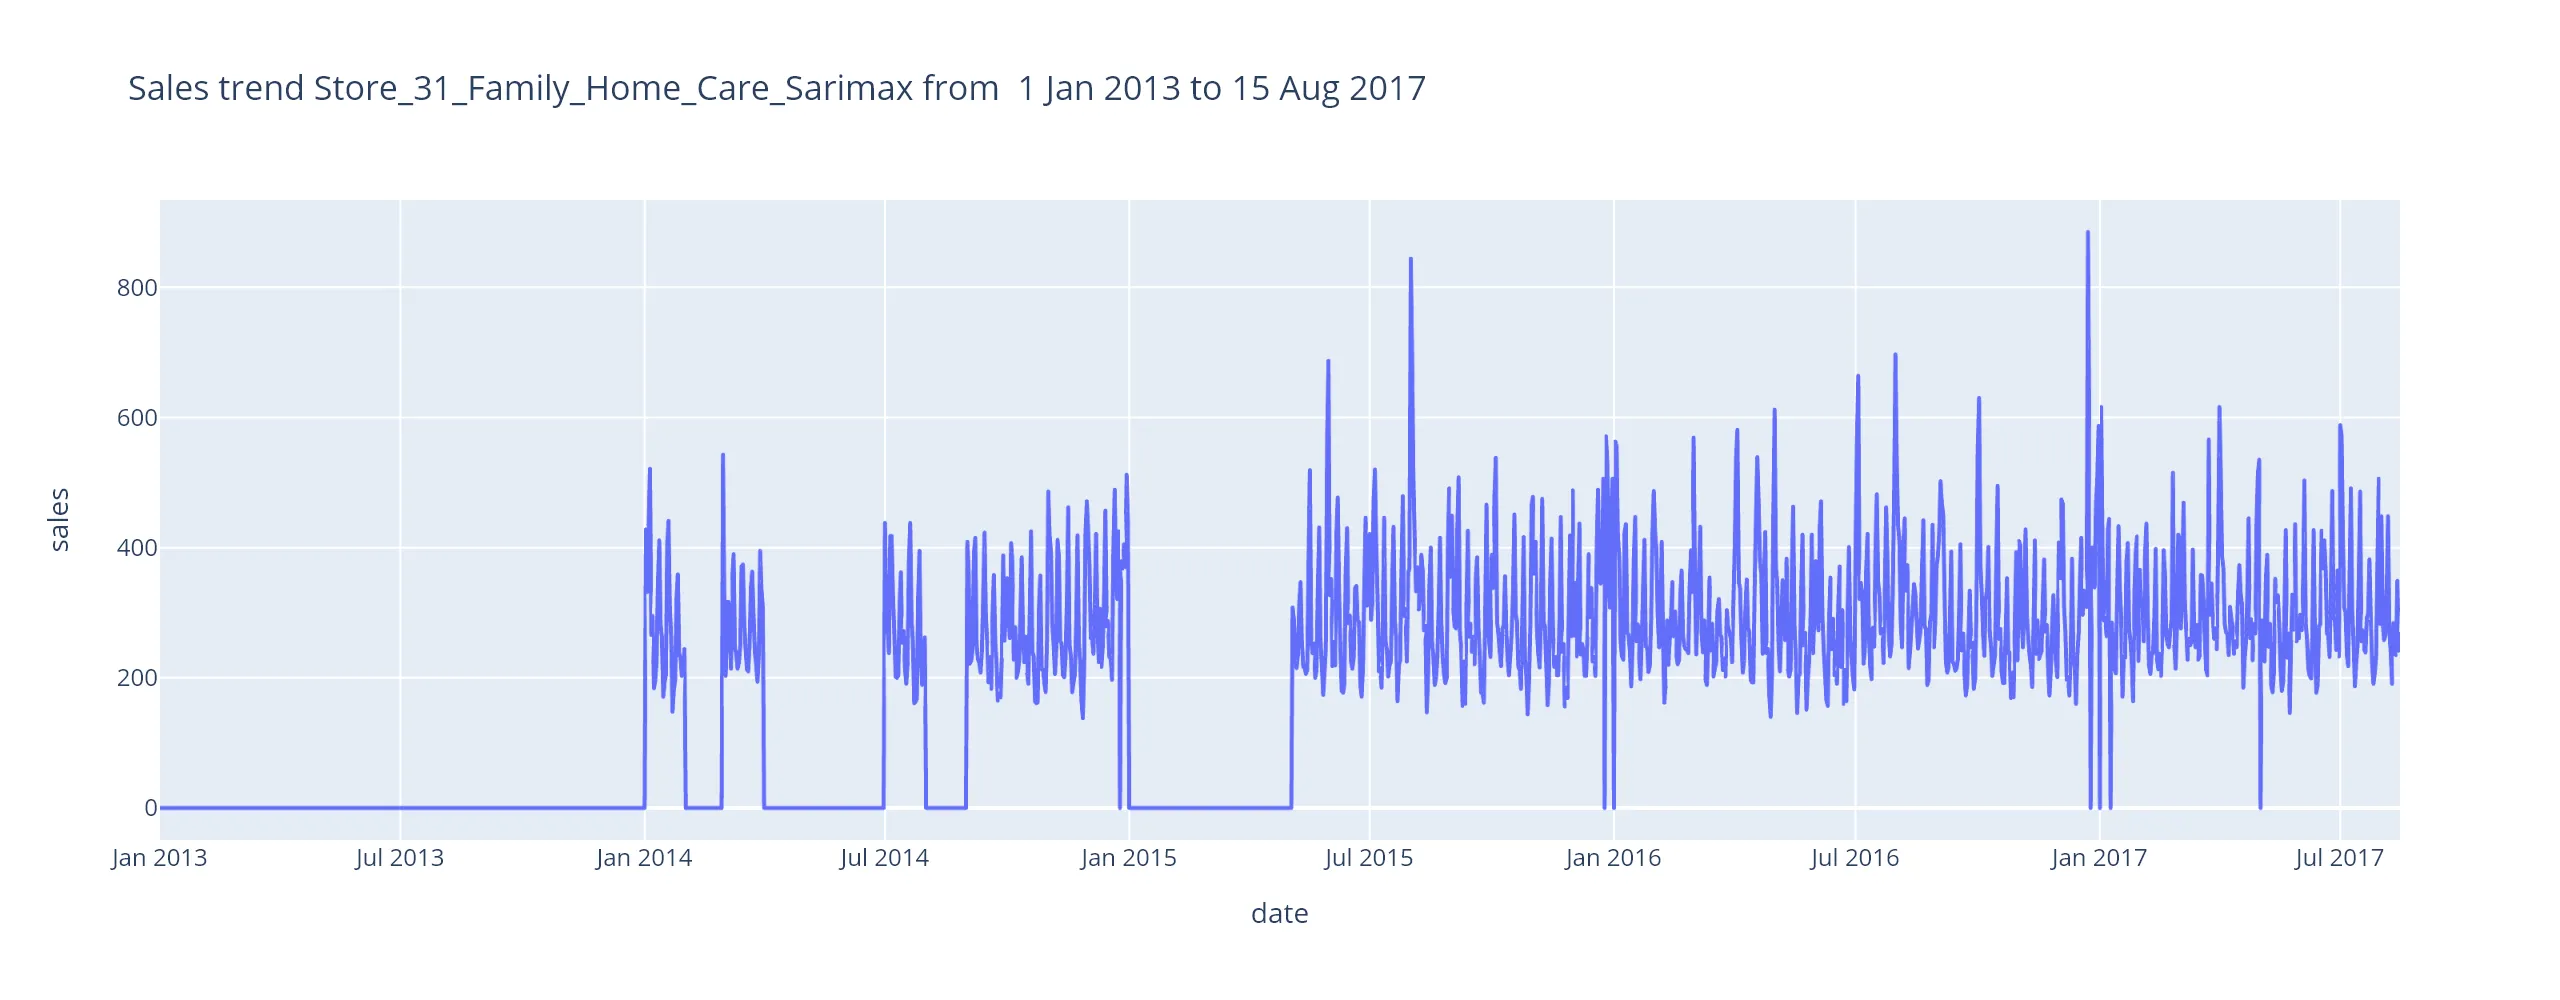 Sales trend Store_31_Family_Home_Care_Sarimax from  1 Jan 2013 to 15 Aug 2017
sales
800
600
400
200
0
Jan 2013 Jul 2013 Jan 2014 Jul 2014 Jan 2015 Jul 2015 Jan 2016 Jul 2016 Jan 2017 Jul 2017
date